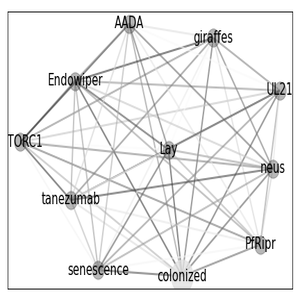 AADA
giraffes
Endowiper
UL21
TORC1
Lay
neus
tanezumab
PfRipr
senescence
colonized